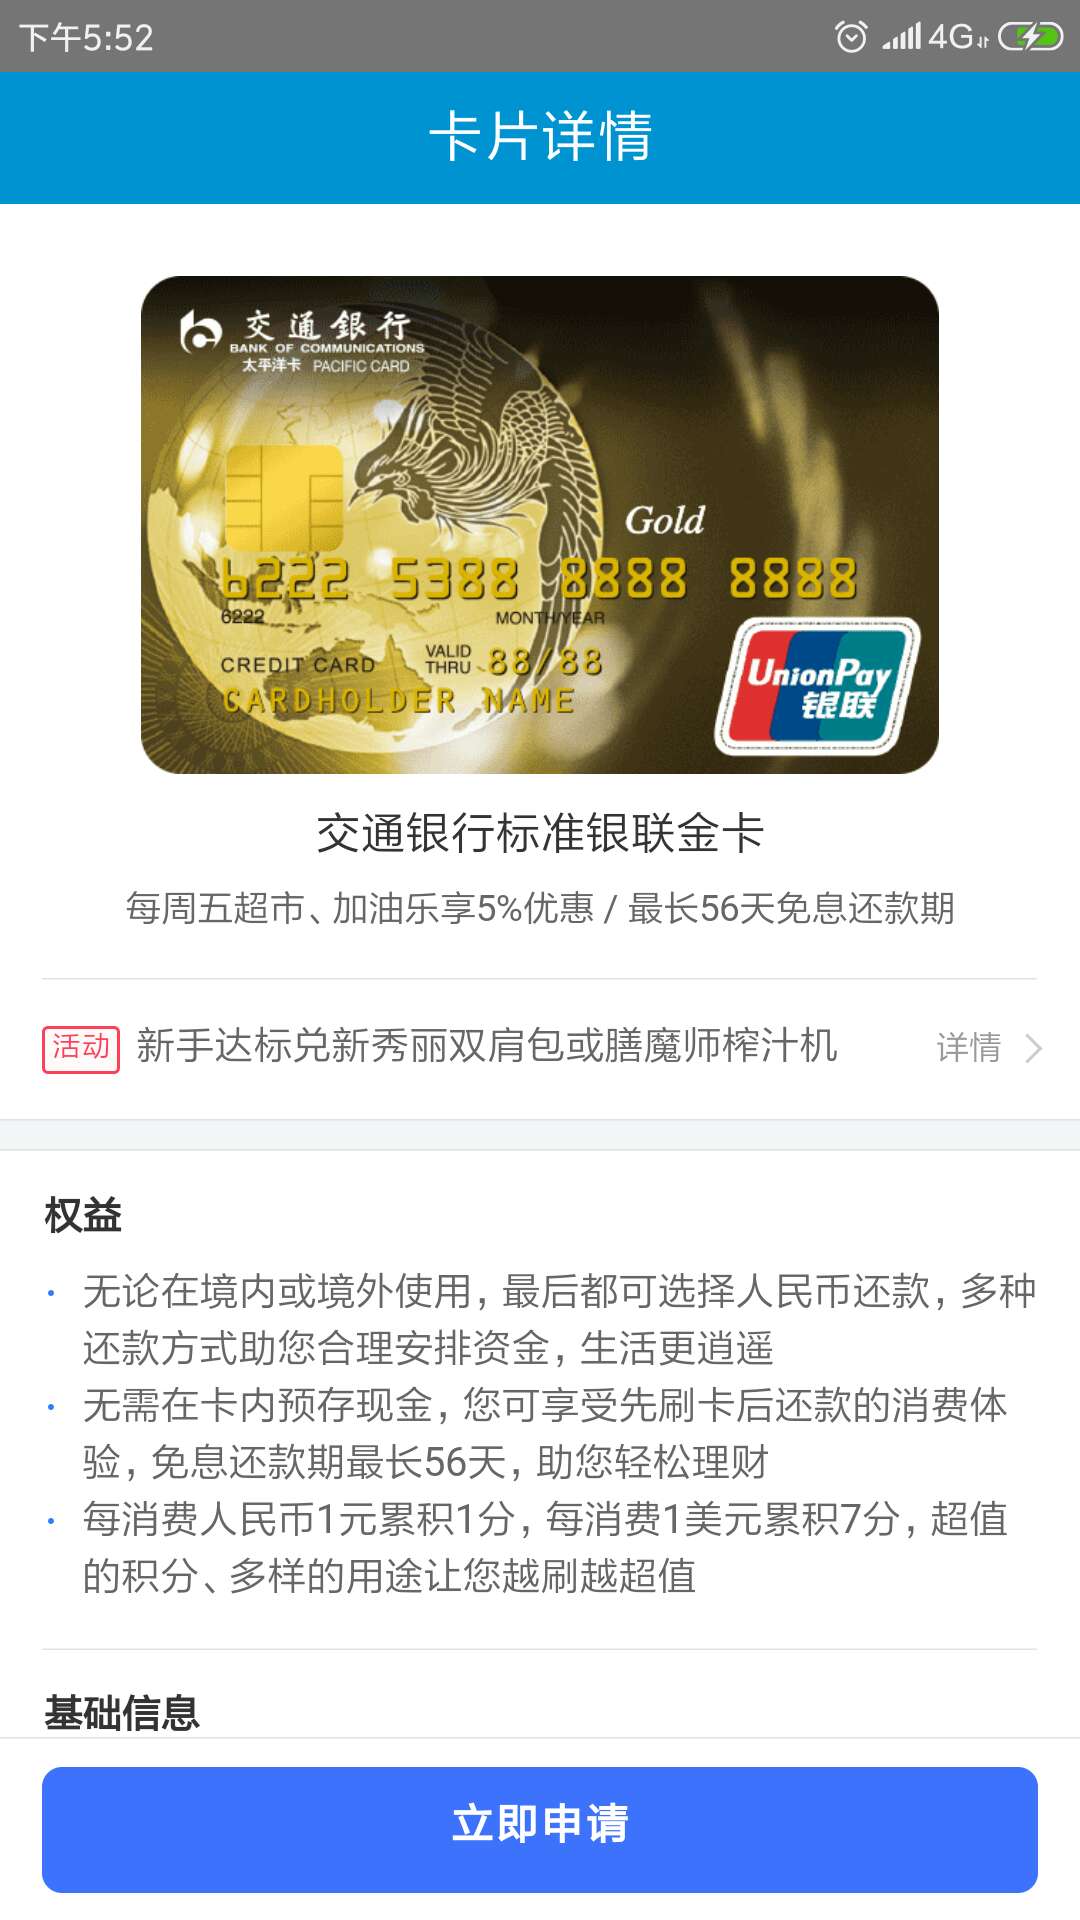 下午5:52
4G
卡片详情
交通銀行
BANK OF COMMUNICATIONS
太平洋卡 PACIFIC CARD
Gold
6222 5388 8888 8888
6222
MONTH/YEAR
CREDIT CARD
VALID THRU 88/88
CARDHOLDER NAME
UnionPay
银联
交通银行标准银联金卡
每周五超市、加油乐享5%优惠 / 最长56天免息还款期
活动 新手达标兑新秀丽双肩包或膳魔师榨汁机 详情
权益
· 无论在境内或境外使用，最后都可选择人民币还款，多种
还款方式助您合理安排资金，生活更逍遥
· 无需在卡内预存现金，您可享受先刷卡后还款的消费体
验，免息还款期最长56天，助您轻松理财
· 每消费人民币1元累积1分，每消费1美元累积7分，超值
的积分、多样的用途让您越刷越超值
基础信息
立即申请